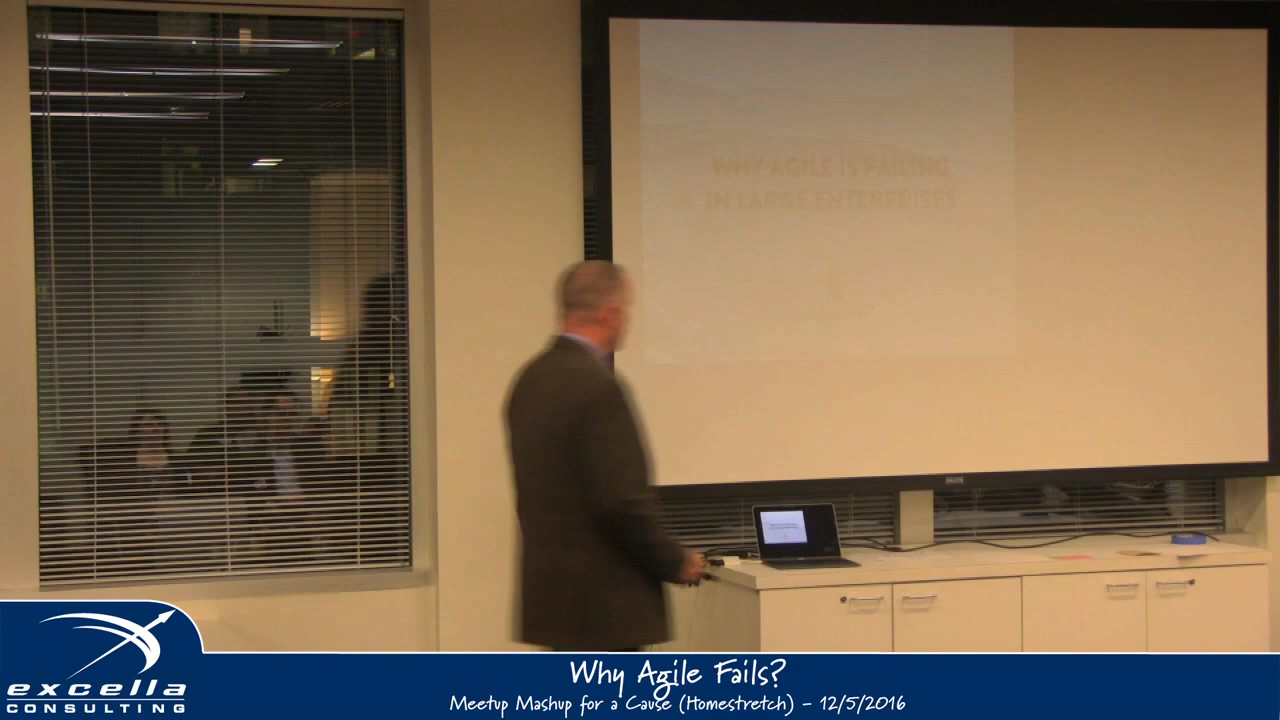 WHY AGILE IS FAILING
IN LARGE ENTERPRISES
excella
CONSULTING
Why Agile Fails?
Meetup Mashup for a Cause (Homestretch) - 12/5/2016